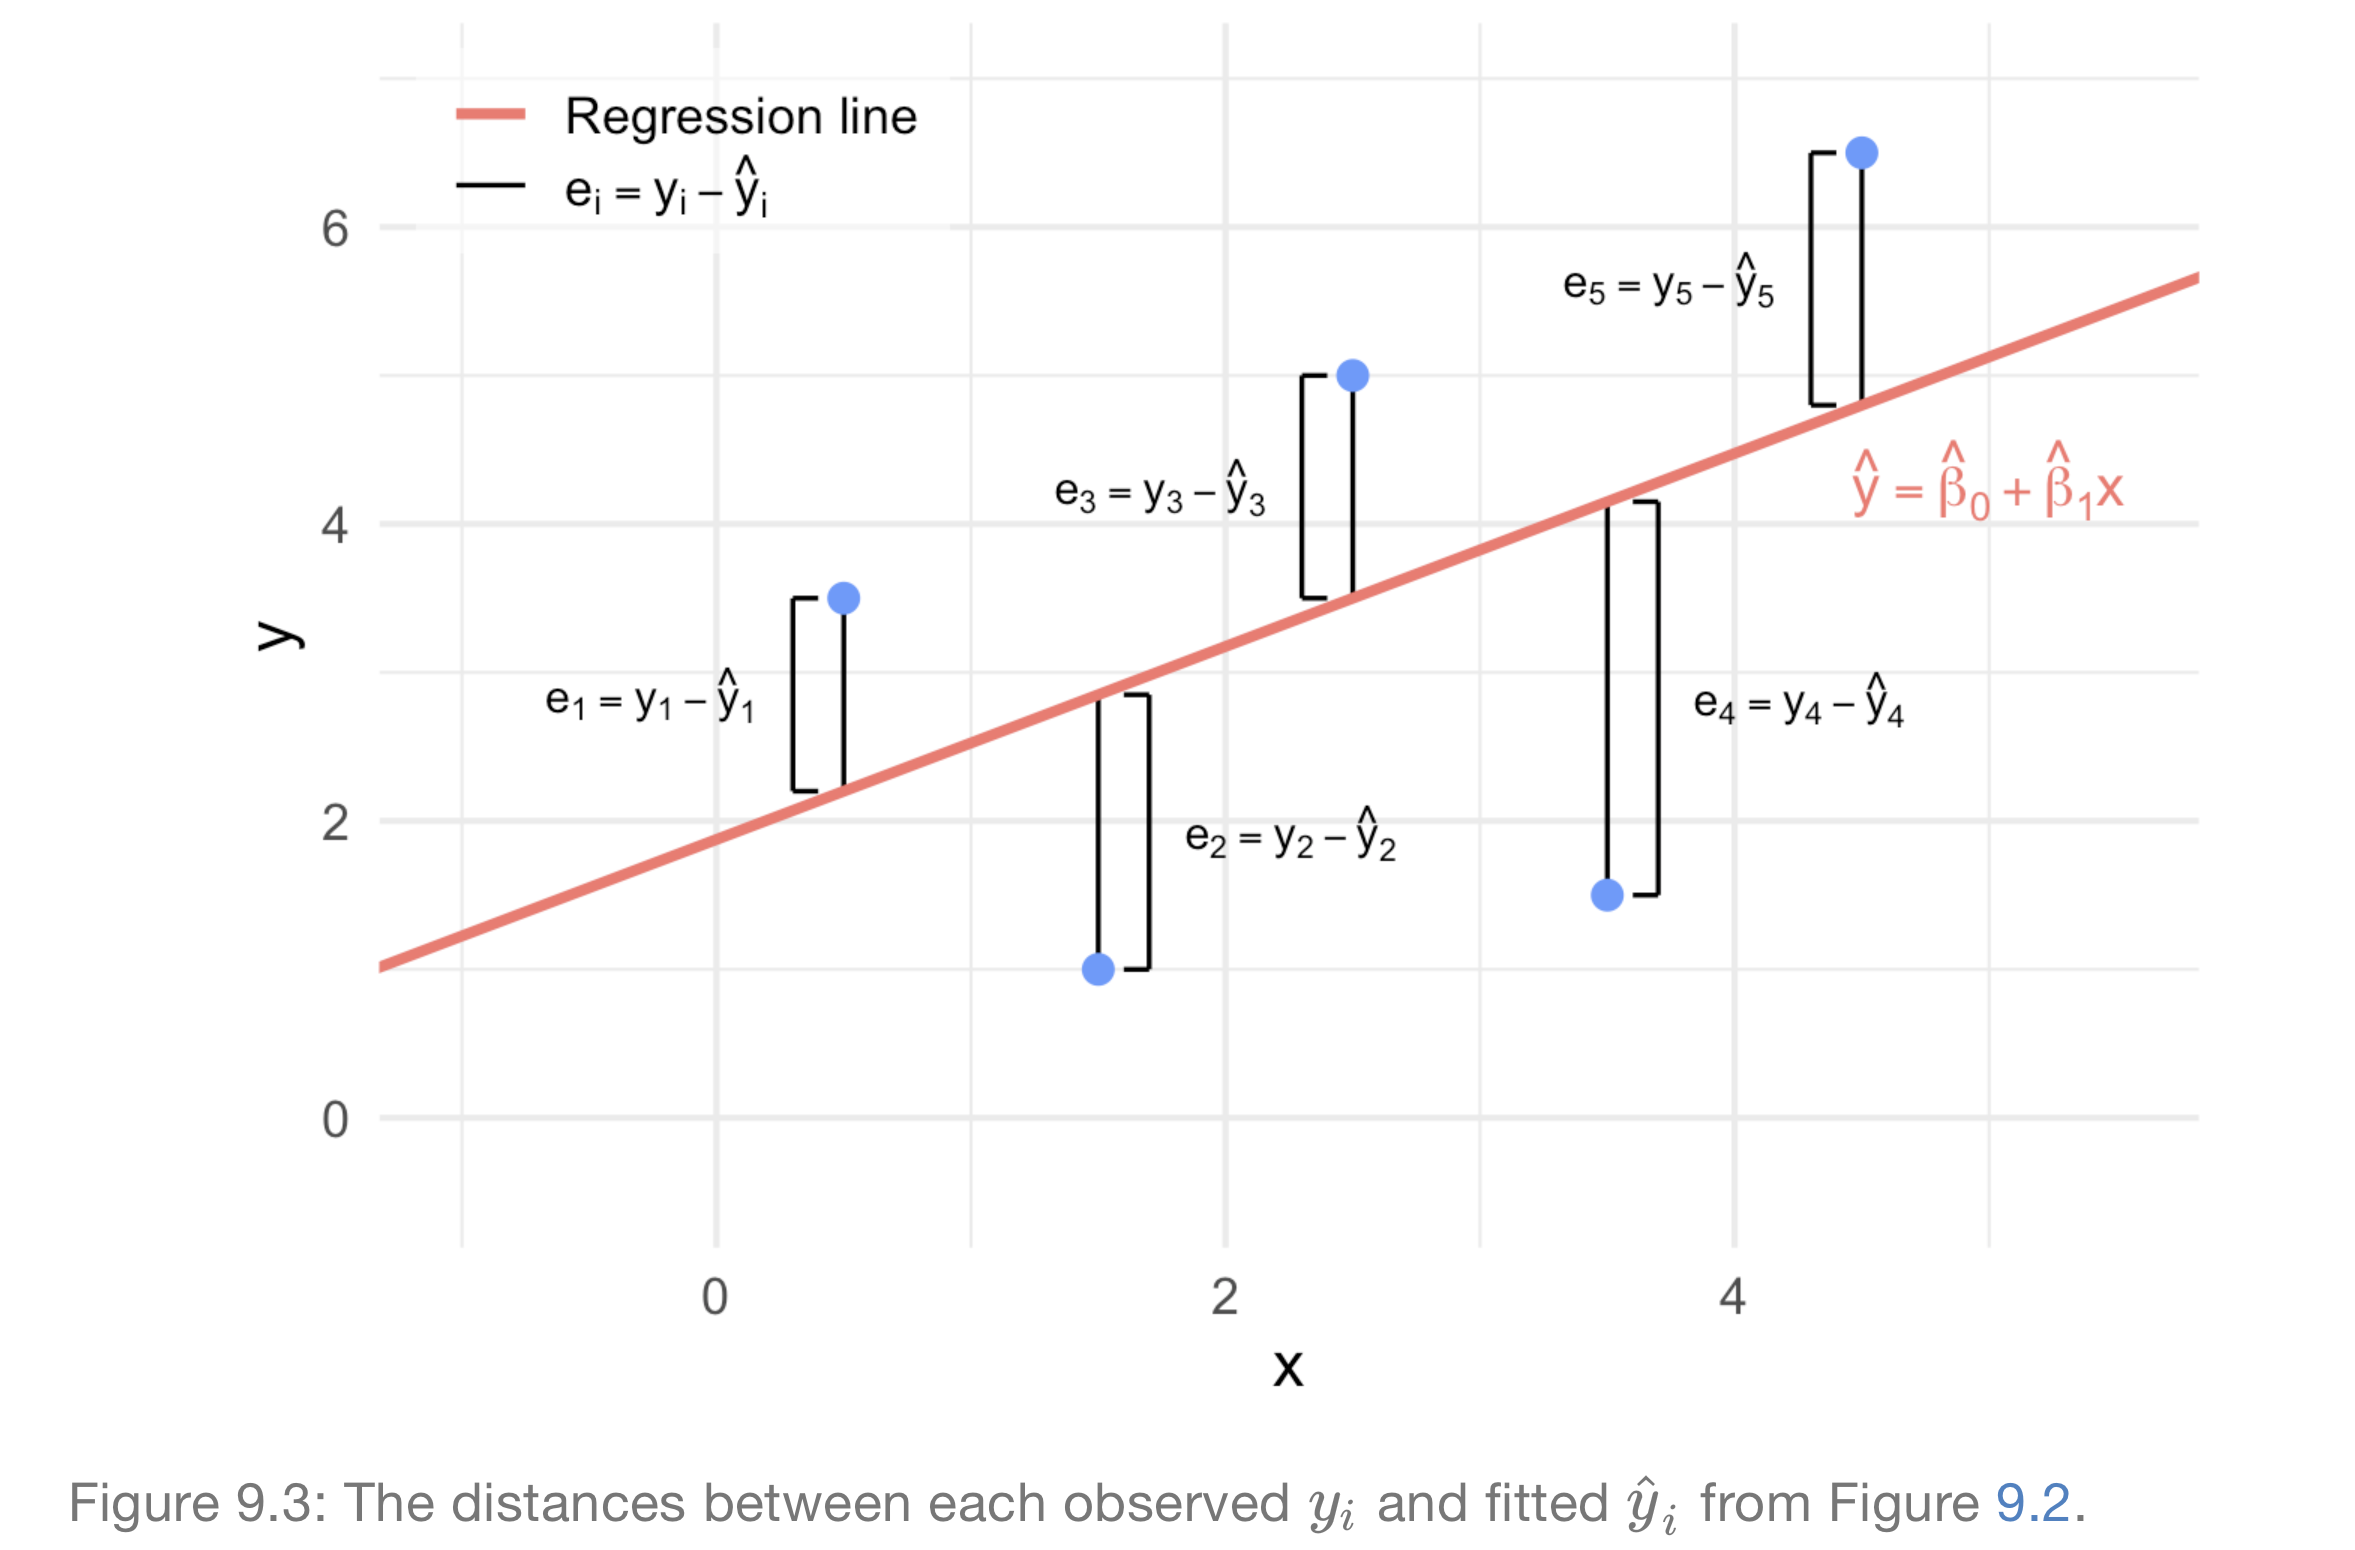 Regression line
eᵢ = yᵢ – ŷᵢ
6
e₅ = y₅ – ŷ₅
ŷ = β̂₀ + β̂₁x
e₃ = y₃ – ŷ₃
4
y
e₁ = y₁ – ŷ₁
e₄ = y₄ – ŷ₄
2
e₂ = y₂ – ŷ₂
0
0 2 4
x
Figure 9.3: The distances between each observed yᵢ and fitted ŷᵢ from Figure 9.2.